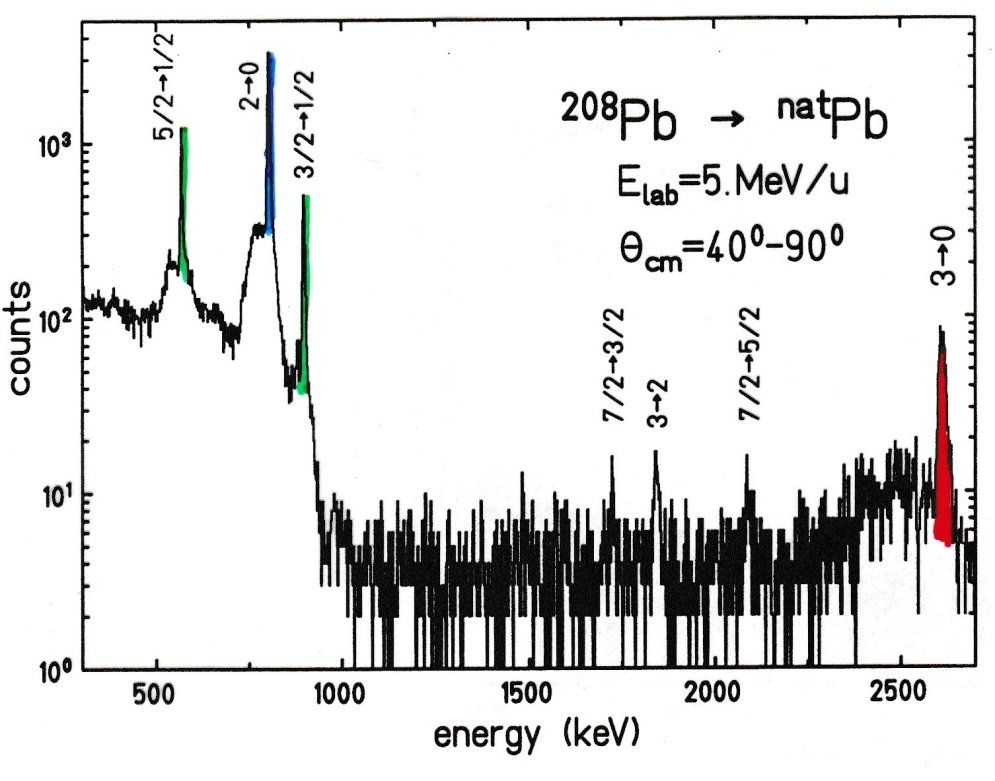 5/2→1/2
2→0
3/2→1/2
²⁰⁸Pb → ⁿᵃᵗPb
E_lab=5.MeV/u
θ_cm=40⁰-90⁰
7/2→3/2
3→2
7/2→5/2
3→0
counts
10³
10²
10¹
10⁰
500 1000 1500 2000 2500
energy (keV)